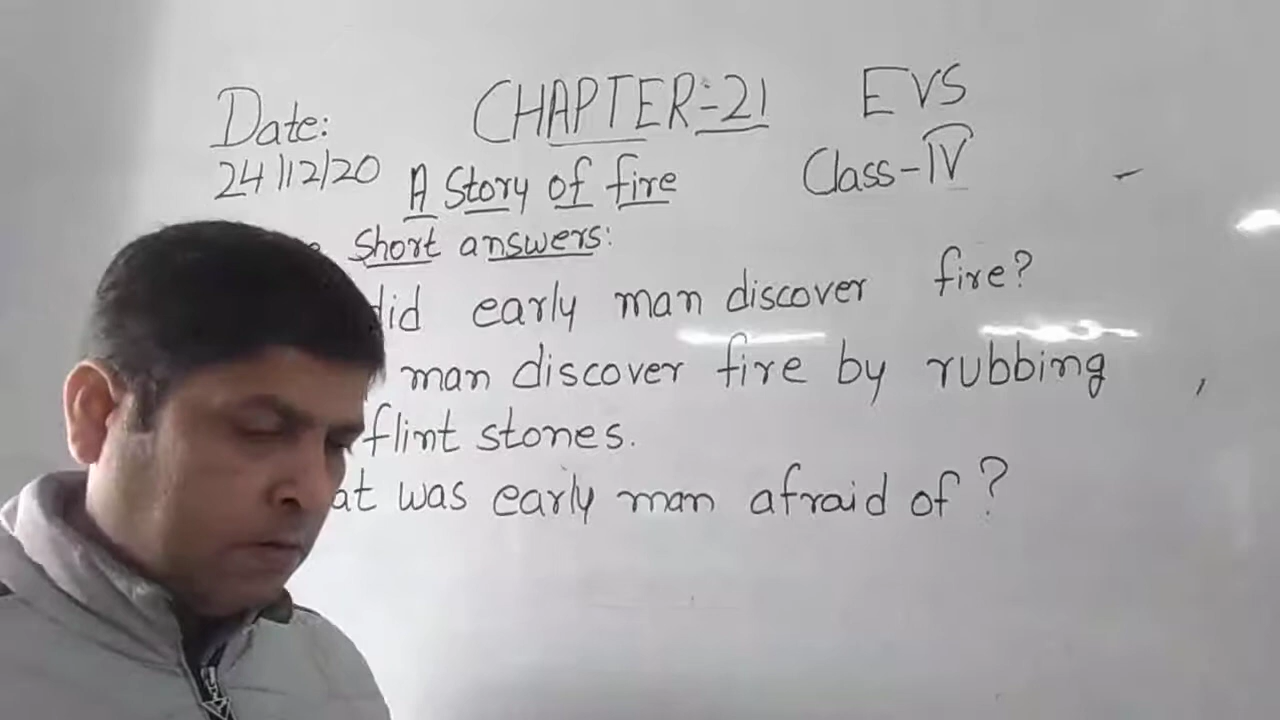 Date: CHAPTER:-21 EVS
24/12/20 A Story of fire Class-IV
Short answers:
did early man discover fire?
man discover fire by rubbing
flint stones.
was early man afraid of?